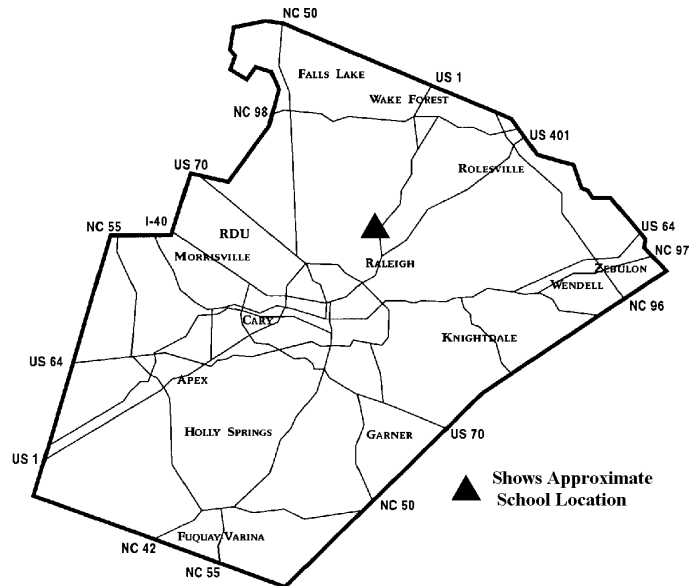 NC 50
FALLS LAKE
US 1
WAKE FOREST
NC 98
US 401
US 70
ROLESVILLE
NC 55
I-40
RDU
US 64
MORRISVILLE
RALEIGH
NC 97
ZEBULON
WENDELL
NC 96
CARY
KNIGHTDALE
US 64
APEX
HOLLY SPRINGS
GARNER
US 70
US 1
Shows Approximate
School Location
NC 50
FUQUAY VARINA
NC 42
NC 55